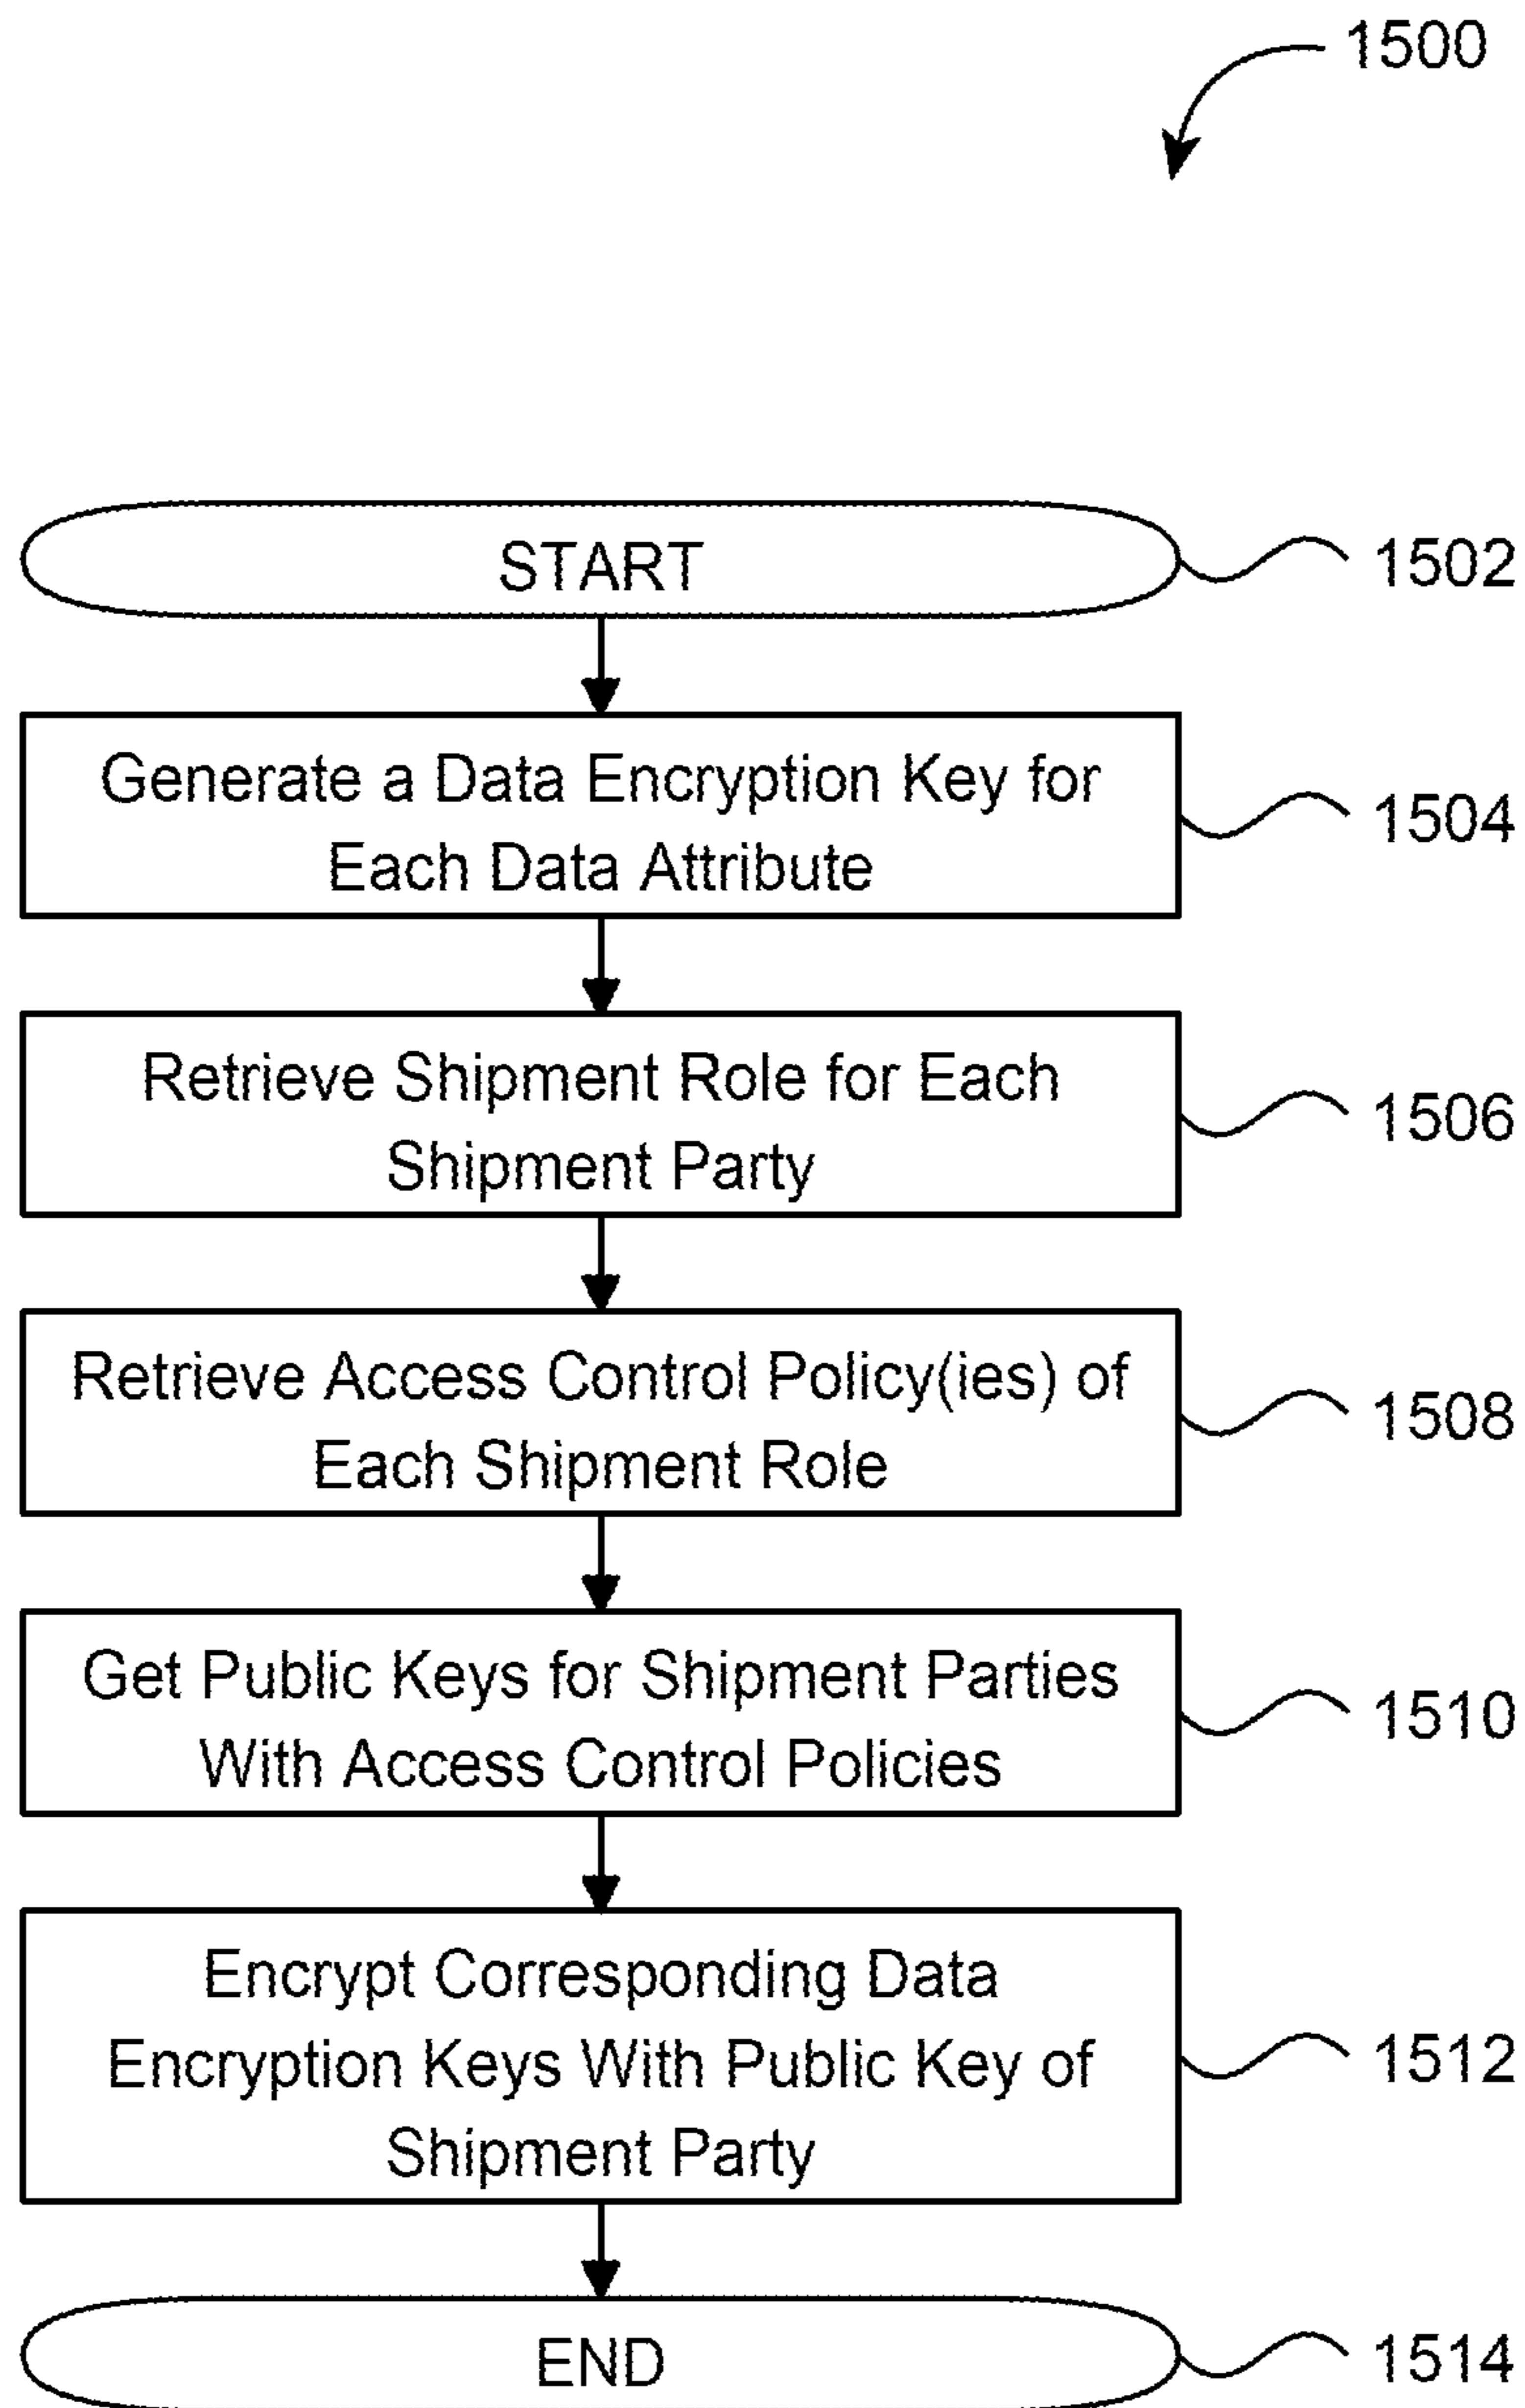 1500
START
1502
Generate a Data Encryption Key for
Each Data Attribute
1504
Retrieve Shipment Role for Each
Shipment Party
1506
Retrieve Access Control Policy(ies) of
Each Shipment Role
1508
Get Public Keys for Shipment Parties
With Access Control Policies
1510
Encrypt Corresponding Data
Encryption Keys With Public Key of
Shipment Party
1512
END
1514